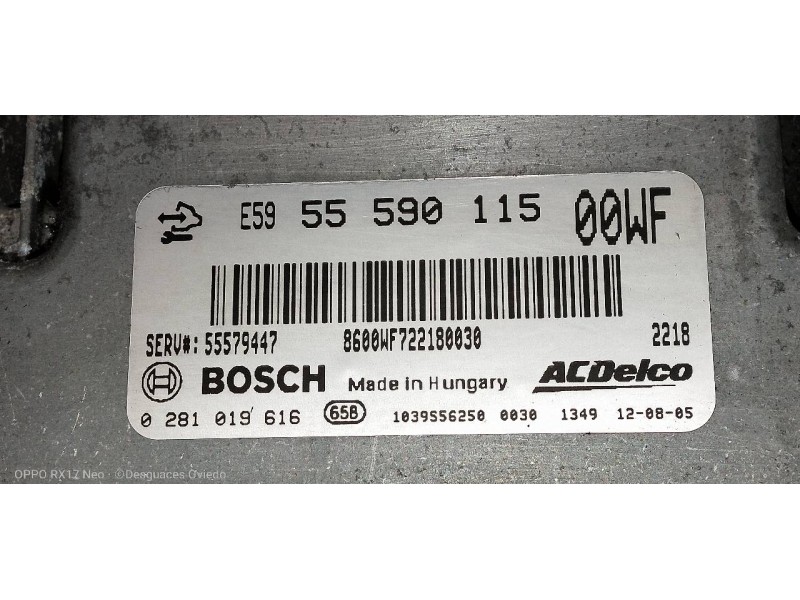 E59 55 590 115 00WF
SERV#: 55579447 8600WF722180030 2218
BOSCH Made in Hungary ACDelco
0 281 019 616 65B 1039S56250 0030 1349 12-08-05
OPPO RX17 Neo · ©Desguaces Oviedo